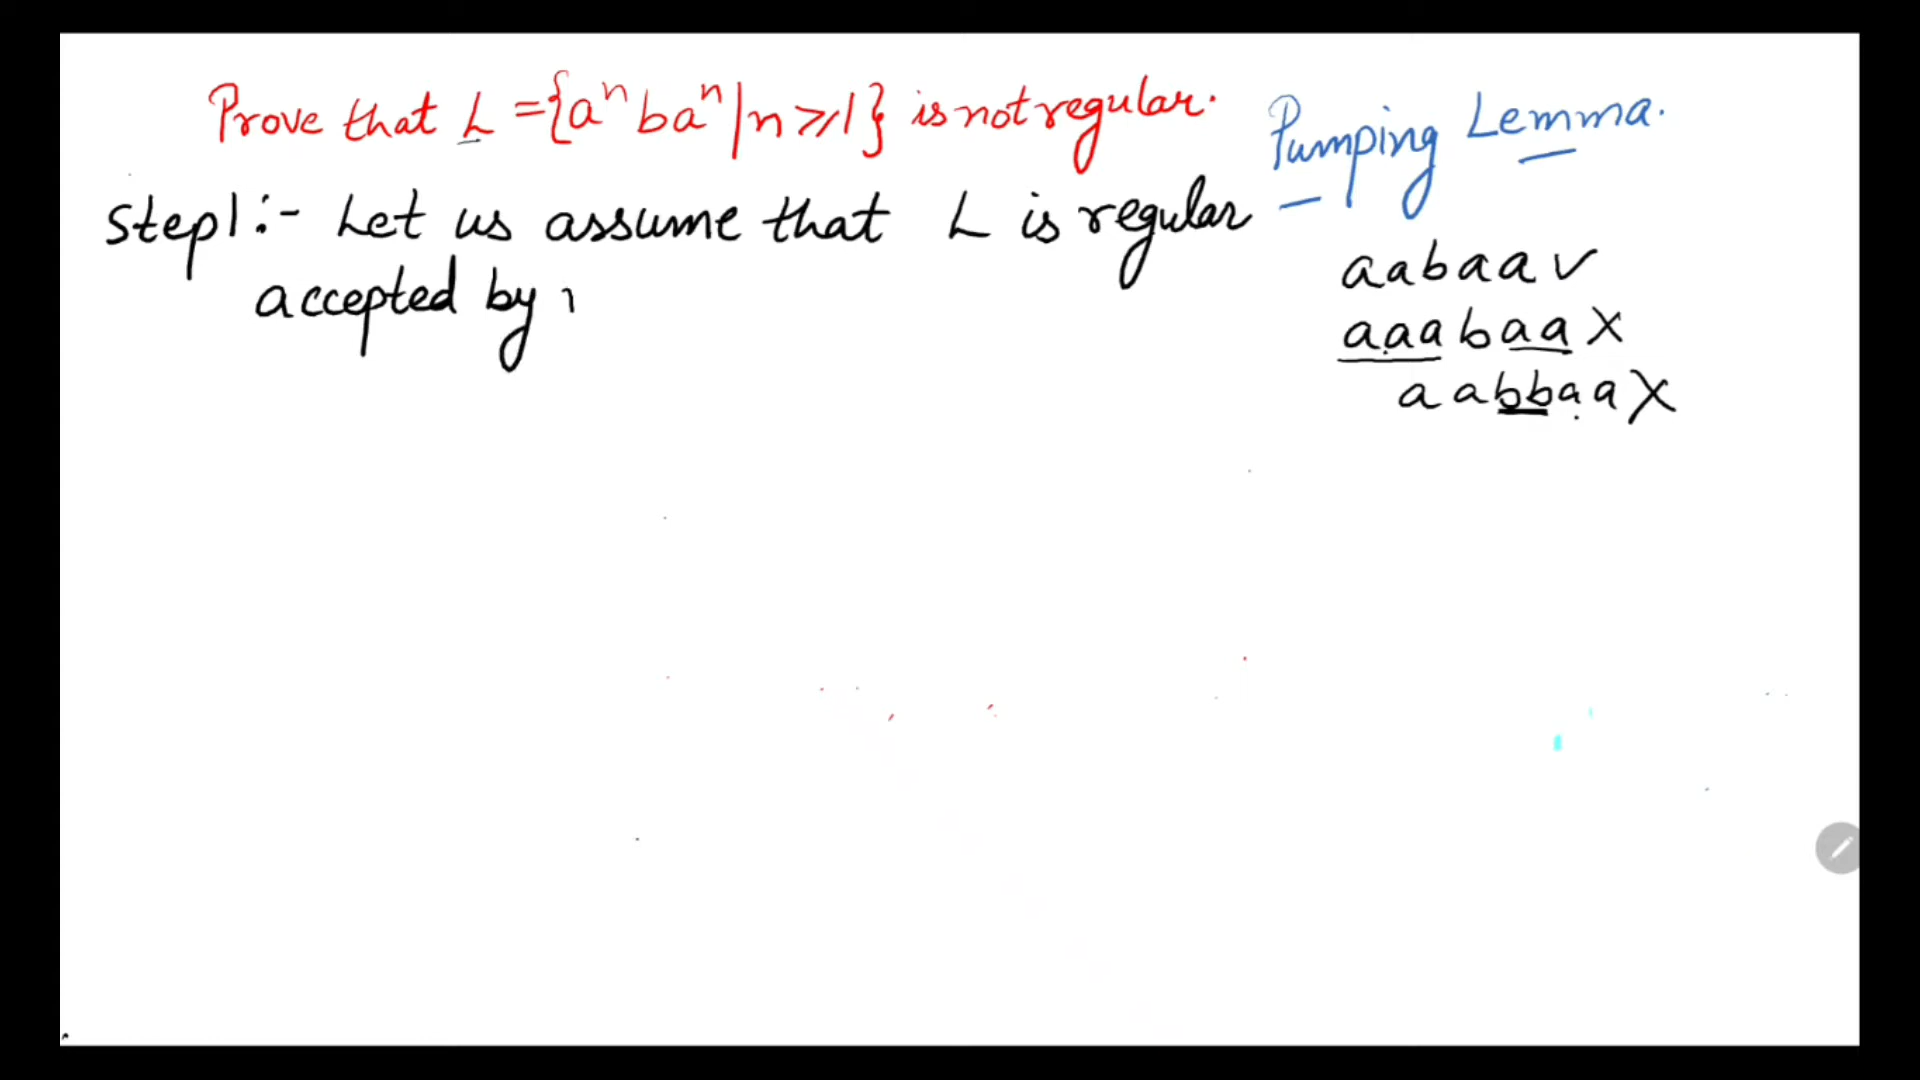 Prove that L = {aⁿbaⁿ | n ≥ 1} is not regular.
Pumping Lemma.
Step1:- Let us assume that L is regular
accepted by
aabaa ✓
aaabaa X
aabbaa X